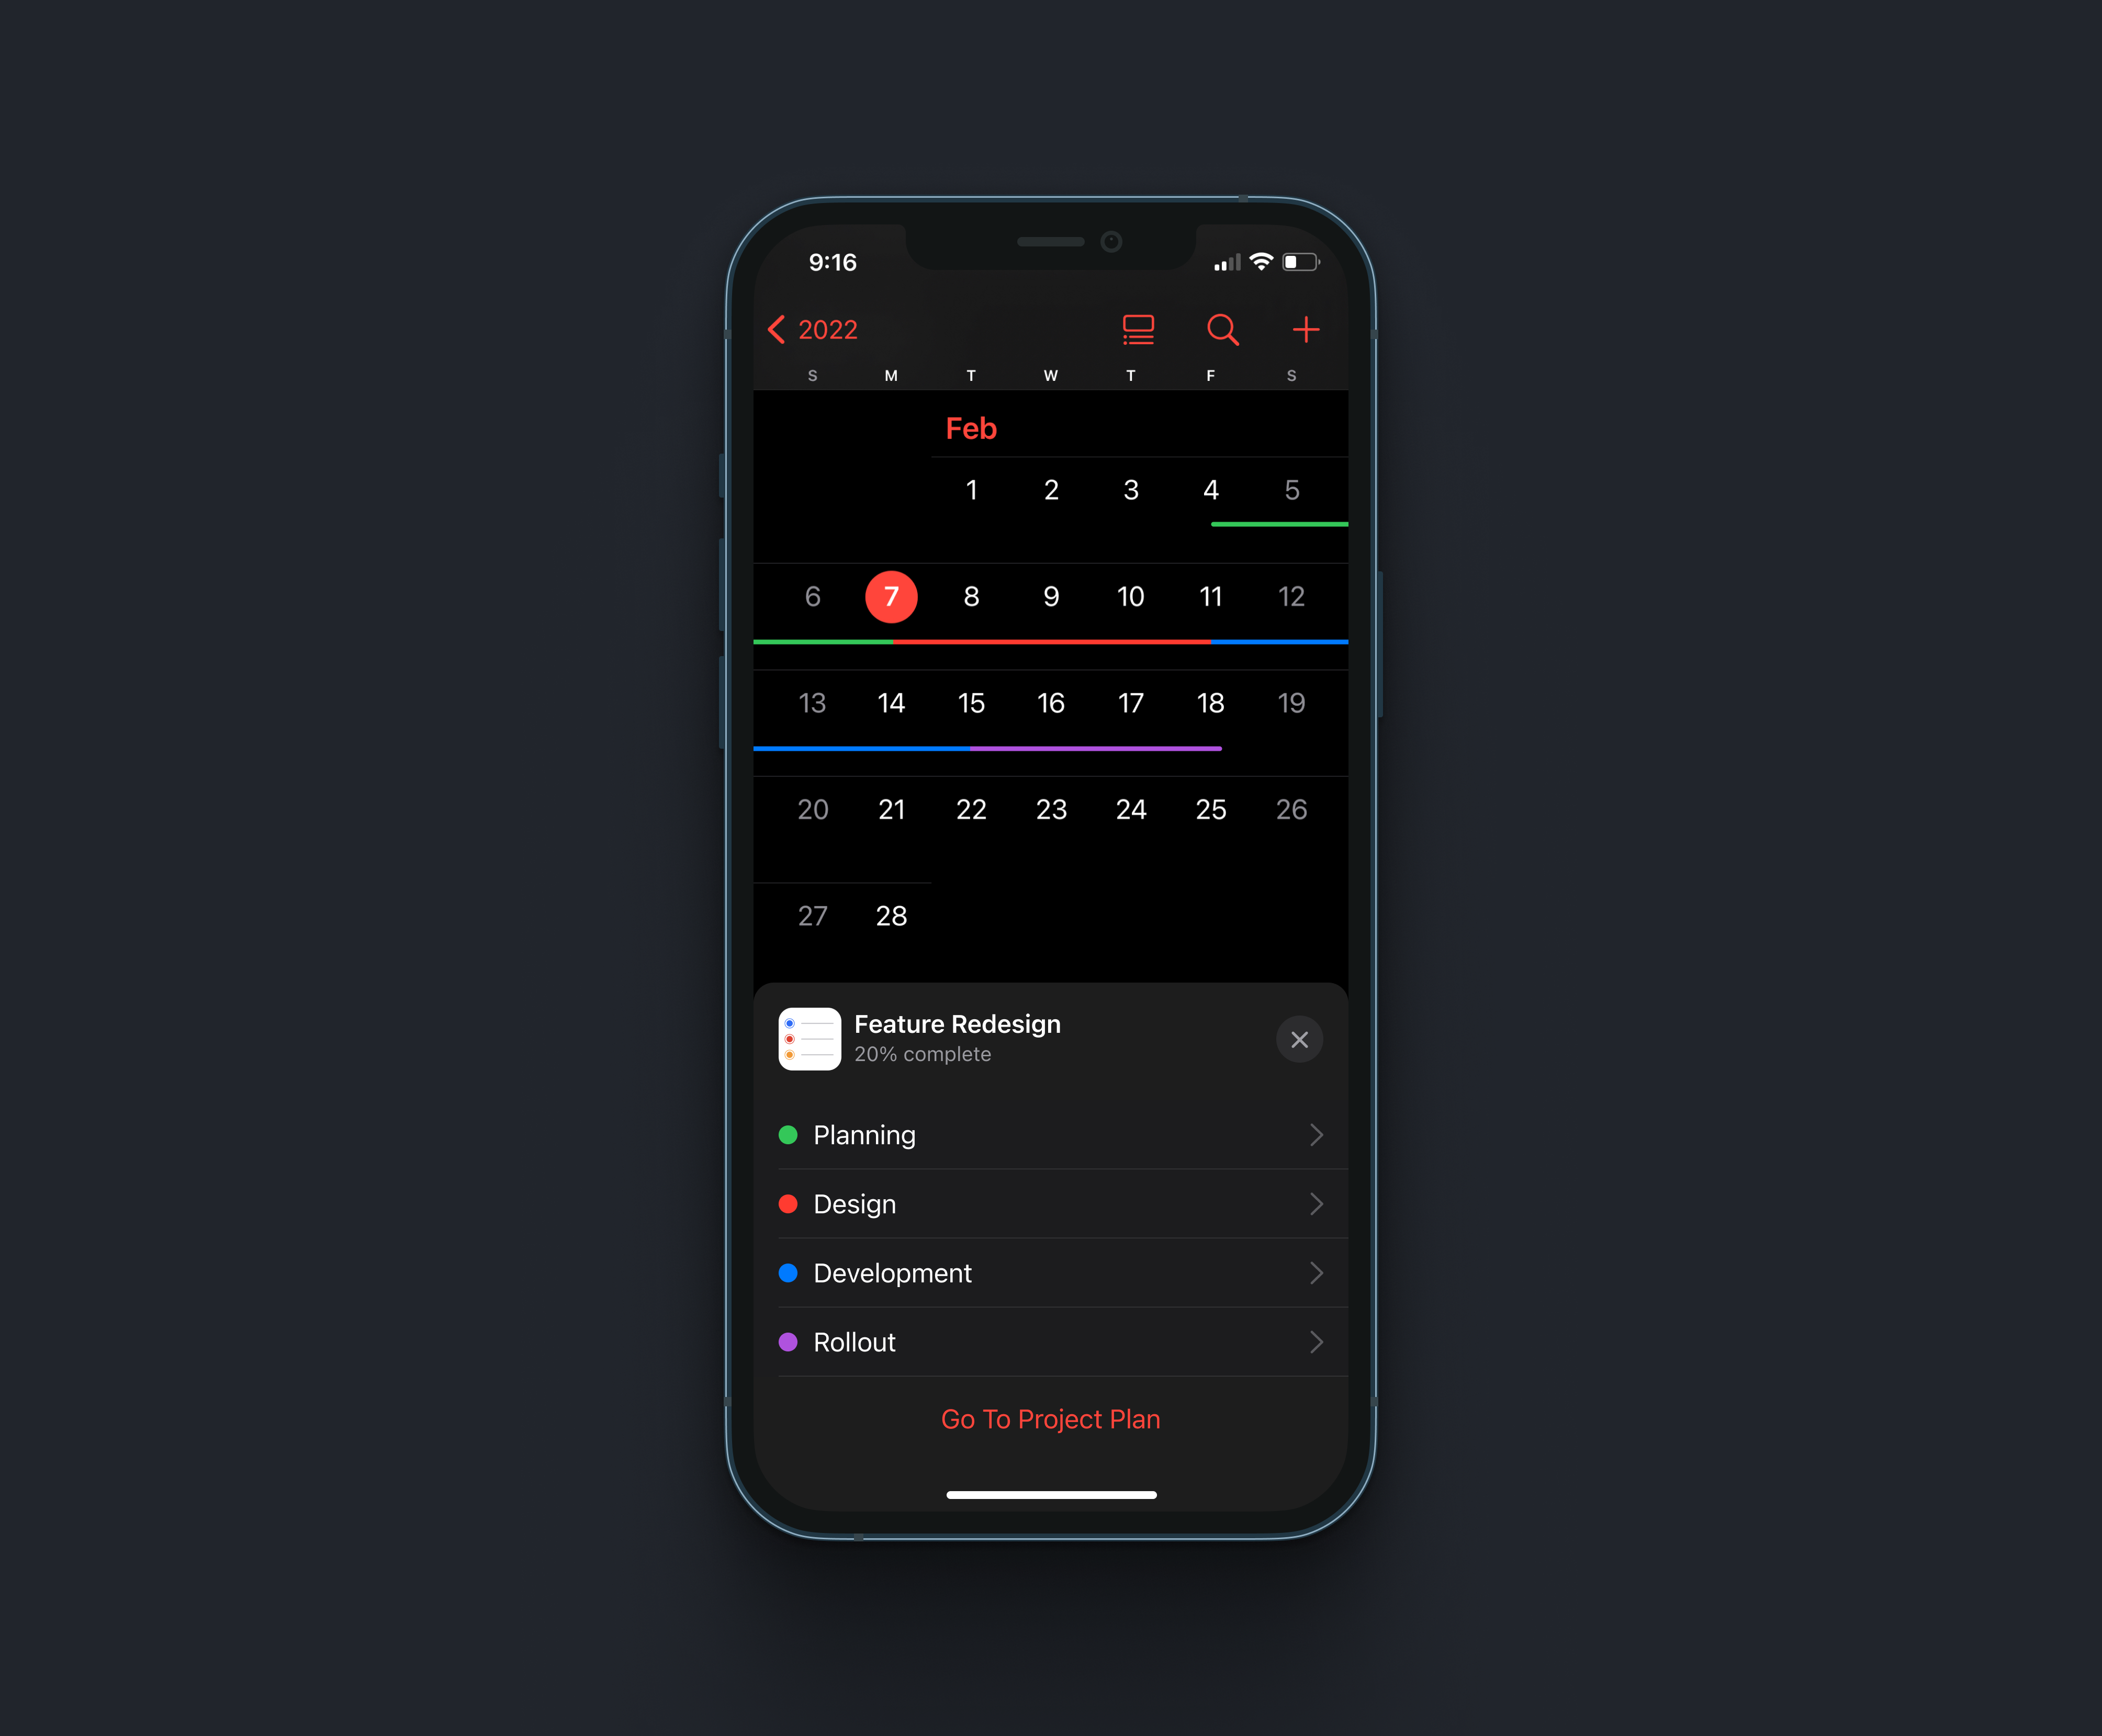 9:16
2022
S M T W T F S
Feb
1 2 3 4 5
6 7 8 9 10 11 12
13 14 15 16 17 18 19
20 21 22 23 24 25 26
27 28
Feature Redesign
20% complete
Planning
Design
Development
Rollout
Go To Project Plan